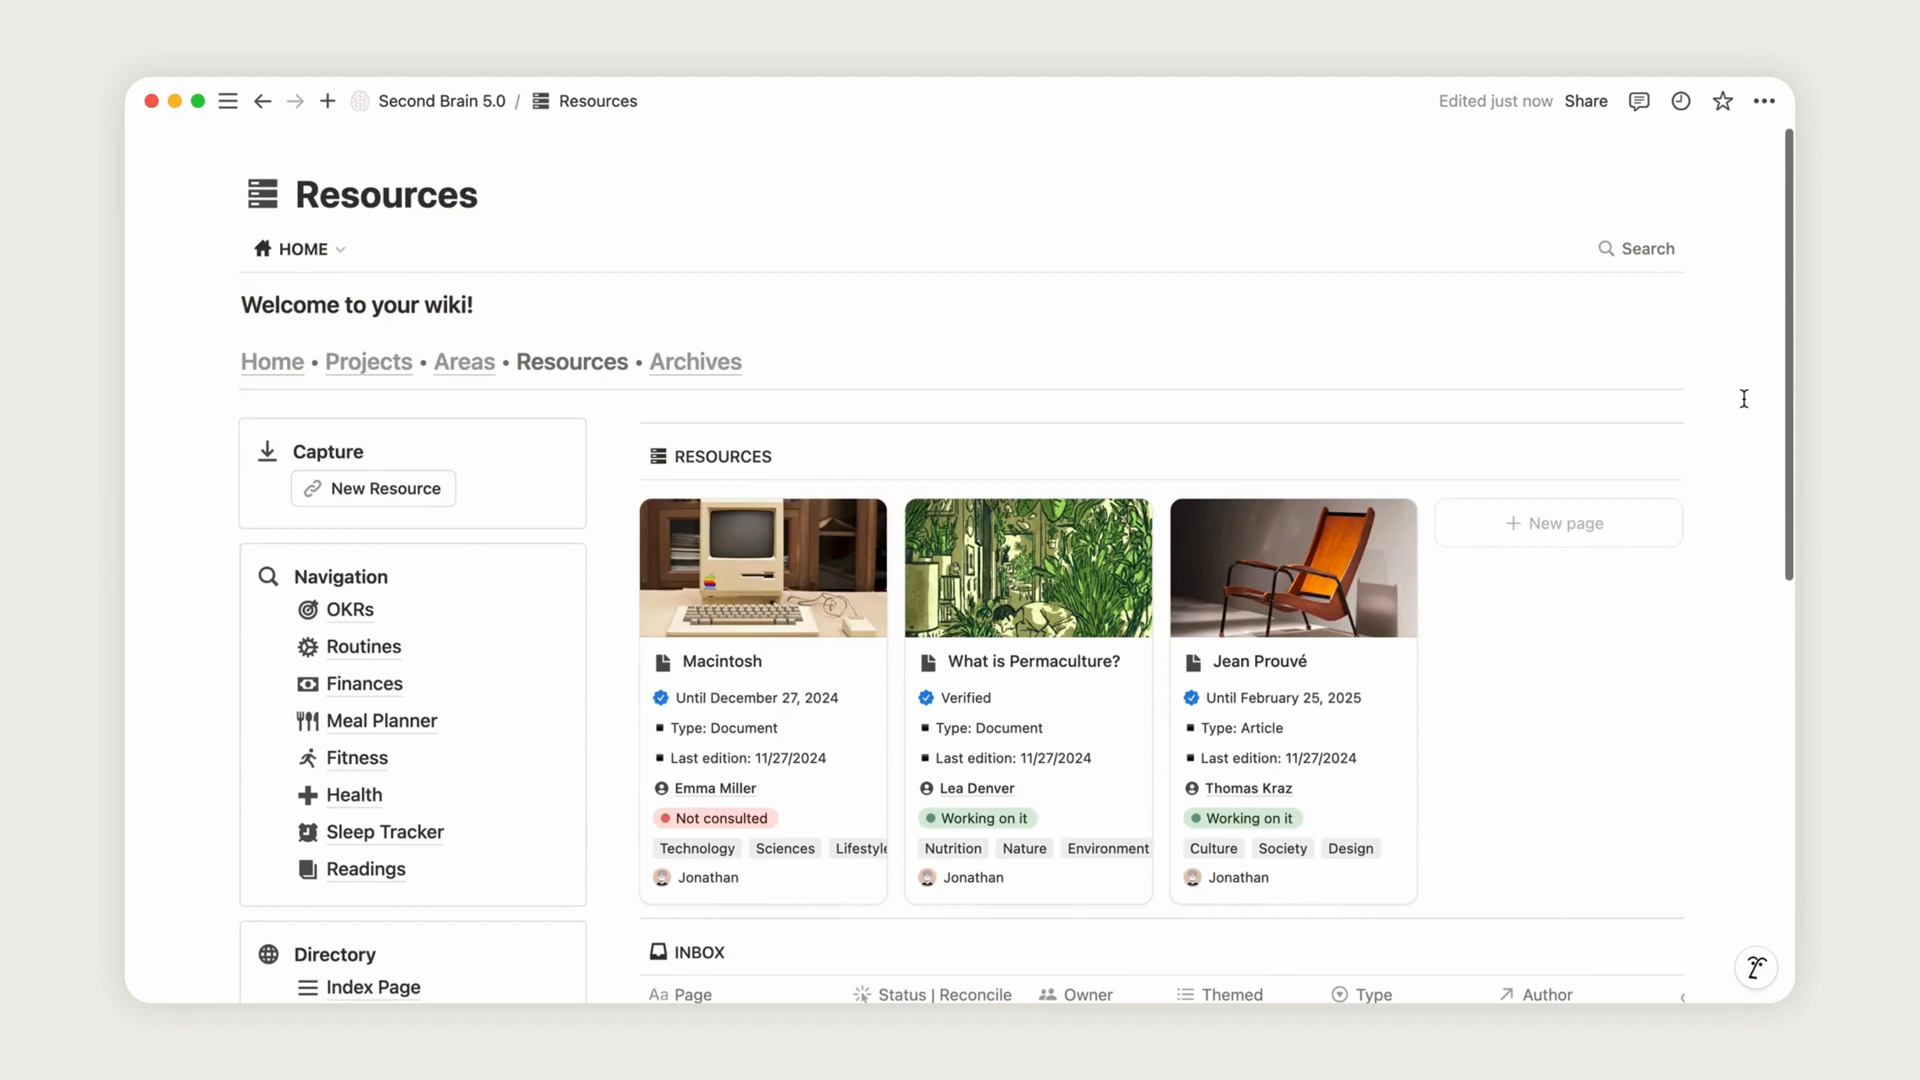 Second Brain 5.0 / Resources
Edited just now Share
Resources
HOME
Search
Welcome to your wiki!
Home • Projects • Areas • Resources • Archives
Capture
New Resource
Navigation
OKRs
Routines
Finances
Meal Planner
Fitness
Health
Sleep Tracker
Readings
Directory
Index Page
RESOURCES
Macintosh
Until December 27, 2024
Type: Document
Last edition: 11/27/2024
Emma Miller
Not consulted
Technology Sciences Lifestyle
Jonathan
What is Permaculture?
Verified
Type: Document
Last edition: 11/27/2024
Lea Denver
Working on it
Nutrition Nature Environment
Jonathan
Jean Prouvé
Until February 25, 2025
Type: Article
Last edition: 11/27/2024
Thomas Kraz
Working on it
Culture Society Design
Jonathan
+ New page
INBOX
Aa Page Status | Reconcile Owner Themed Type Author